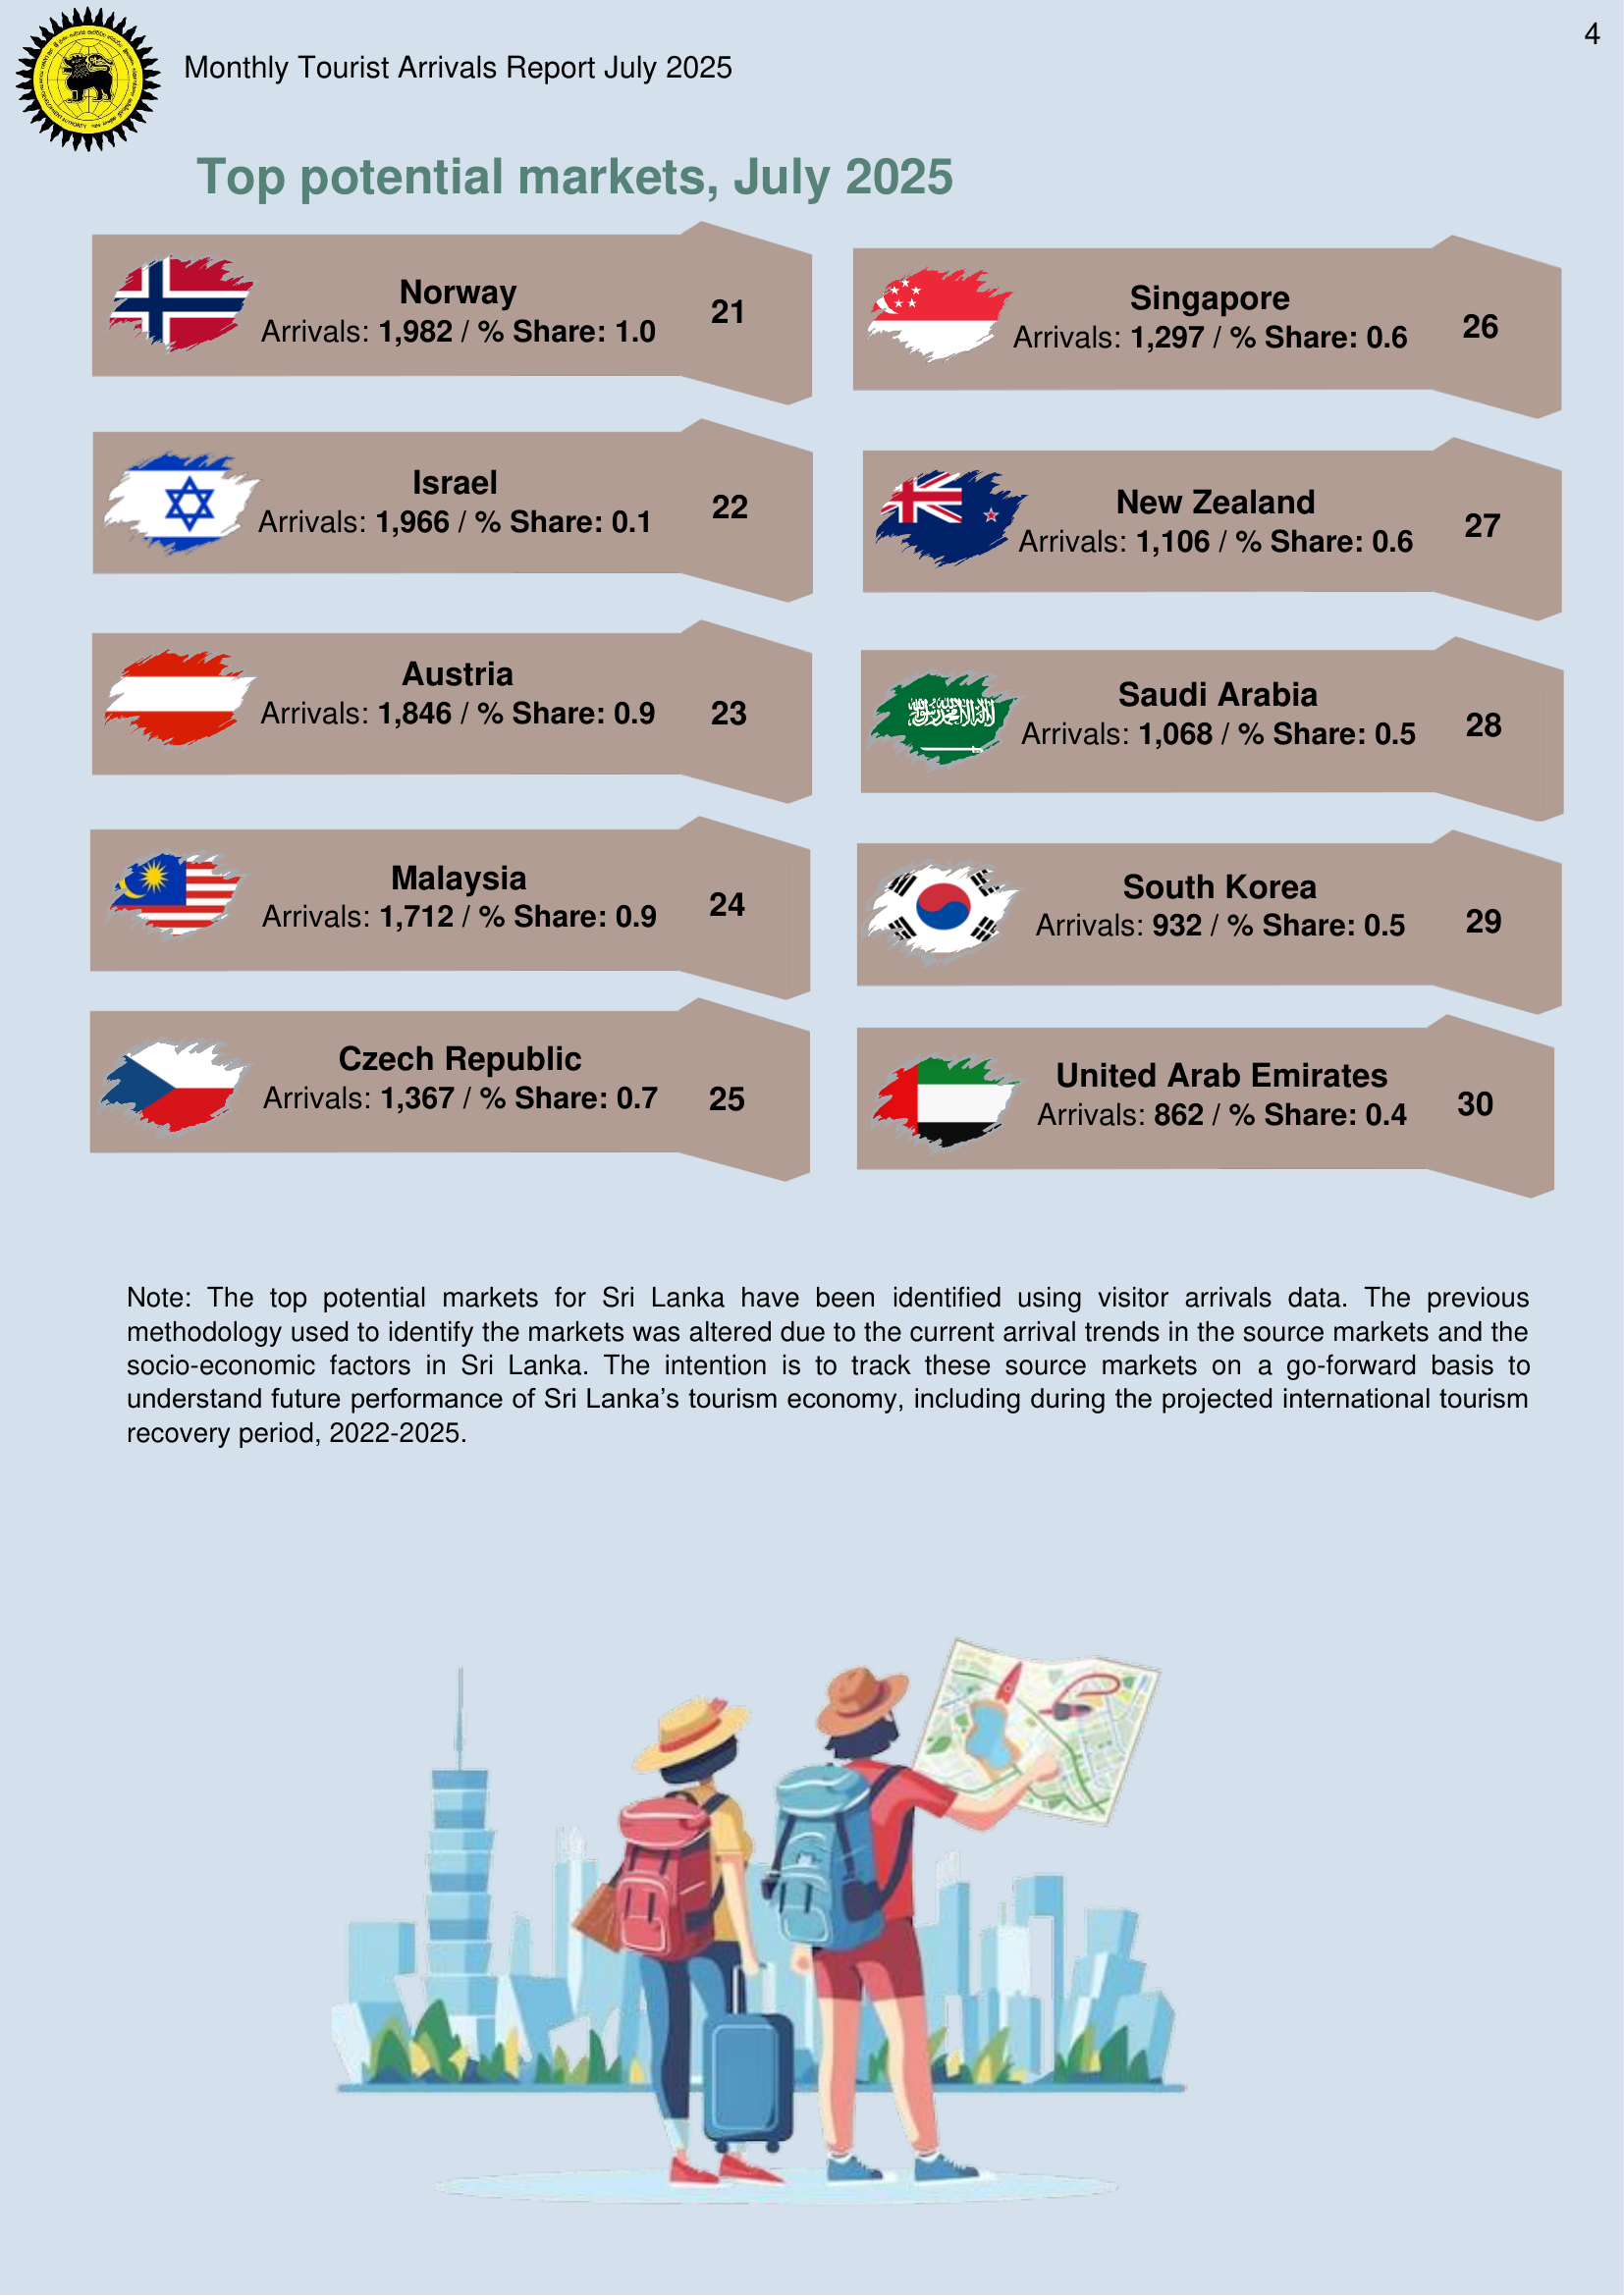 4
Monthly Tourist Arrivals Report July 2025
Top potential markets, July 2025
Norway
Arrivals: 1,982 / % Share: 1.0
21
Israel
Arrivals: 1,966 / % Share: 0.1
22
Austria
Arrivals: 1,846 / % Share: 0.9
23
Malaysia
Arrivals: 1,712 / % Share: 0.9
24
Czech Republic
Arrivals: 1,367 / % Share: 0.7
25
Singapore
Arrivals: 1,297 / % Share: 0.6
26
New Zealand
Arrivals: 1,106 / % Share: 0.6
27
Saudi Arabia
Arrivals: 1,068 / % Share: 0.5
28
South Korea
Arrivals: 932 / % Share: 0.5
29
United Arab Emirates
Arrivals: 862 / % Share: 0.4
30
Note: The top potential markets for Sri Lanka have been identified using visitor arrivals data. The previous
methodology used to identify the markets was altered due to the current arrival trends in the source markets and the
socio-economic factors in Sri Lanka. The intention is to track these source markets on a go-forward basis to
understand future performance of Sri Lanka’s tourism economy, including during the projected international tourism
recovery period, 2022-2025.